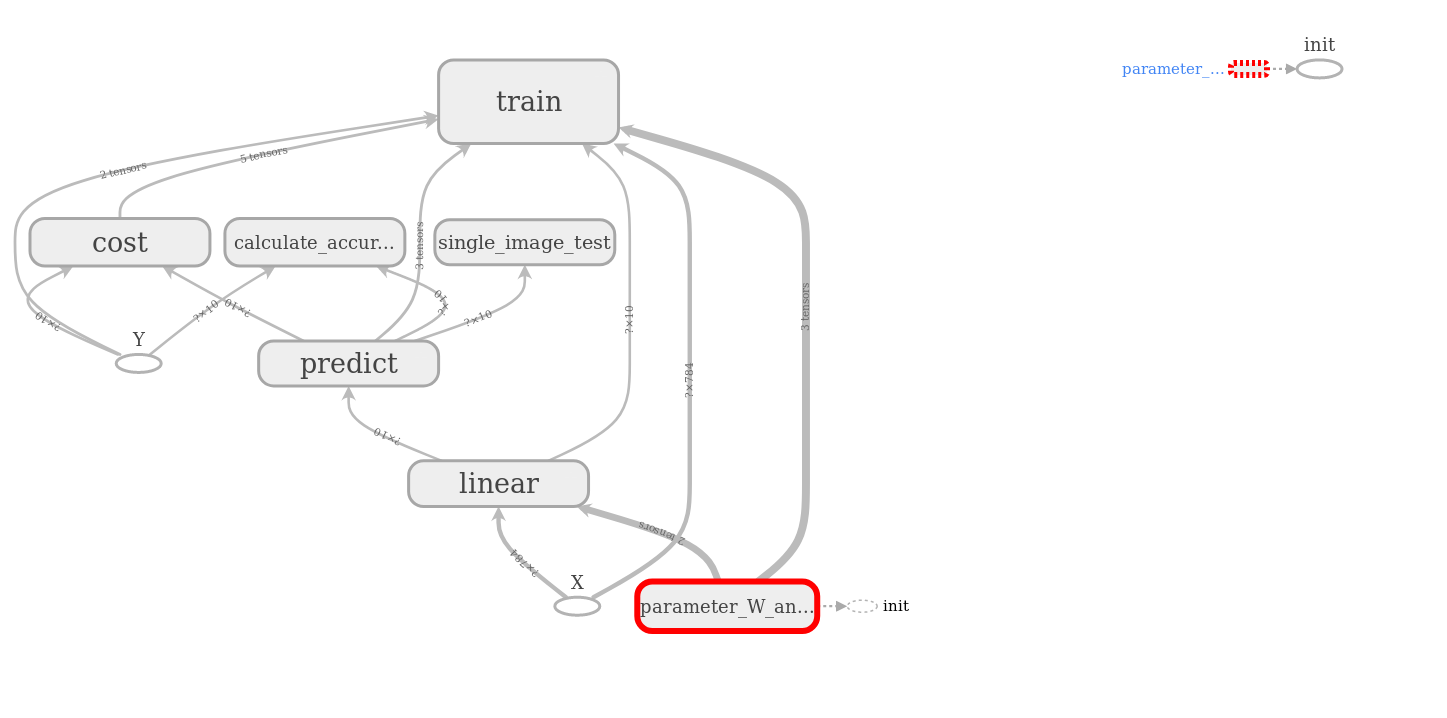 init
parameter_...
train
2 tensors
5 tensors
cost
calculate_accur...
single_image_test
3 tensors
?×10
?×10
?×10
?×10
?×10
?×10
3 tensors
Y
predict
?×784
?×10
linear
2 tensors
?×784
X
parameter_W_an...
init